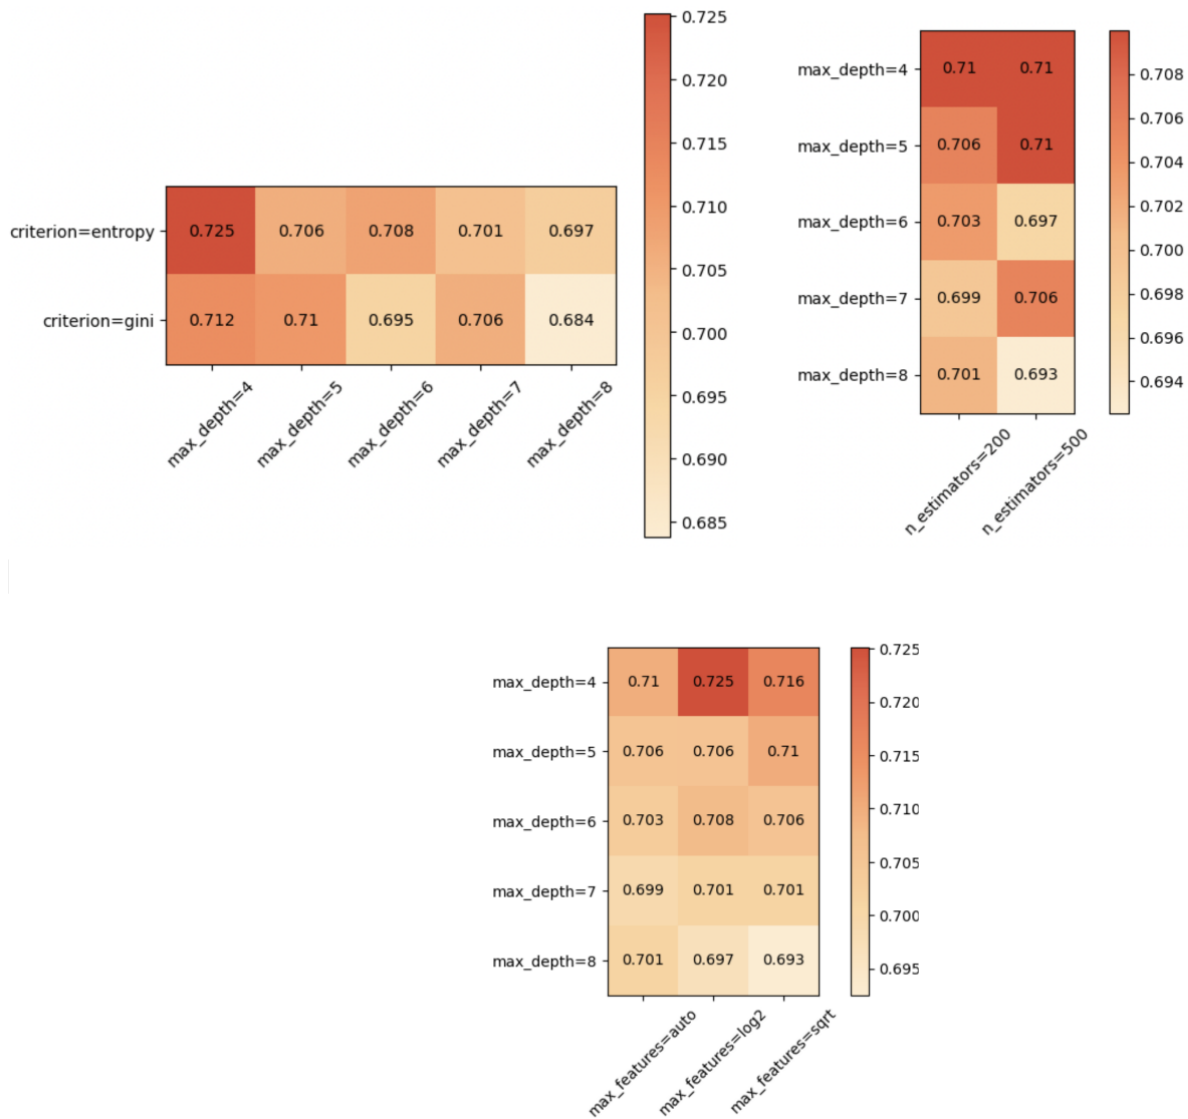 0.725
0.720
0.715
0.710
0.705
0.700
0.695
0.690
0.685
criterion=entropy 0.725 0.706 0.708 0.701 0.697
criterion=gini 0.712 0.71 0.695 0.706 0.684
max_depth=4 max_depth=5 max_depth=6 max_depth=7 max_depth=8
max_depth=4 0.71 0.71
max_depth=5 0.706 0.71
max_depth=6 0.703 0.697
max_depth=7 0.699 0.706
max_depth=8 0.701 0.693
n_estimators=200 n_estimators=500
0.708
0.706
0.704
0.702
0.700
0.698
0.696
0.694
max_depth=4 0.71 0.725 0.716
max_depth=5 0.706 0.706 0.71
max_depth=6 0.703 0.708 0.706
max_depth=7 0.699 0.701 0.701
max_depth=8 0.701 0.697 0.693
max_features=auto max_features=log2 max_features=sqrt
0.725
0.720
0.715
0.710
0.705
0.700
0.695